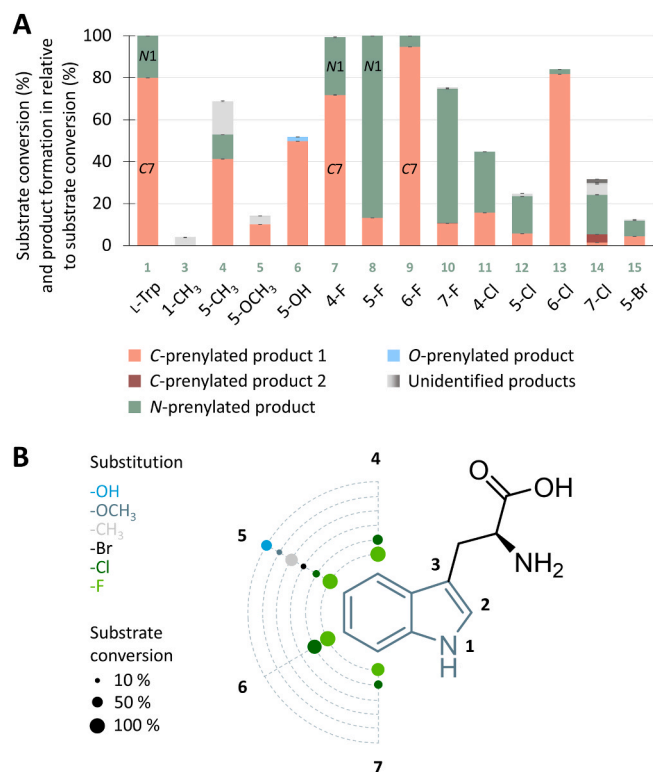 A
Substrate conversion (%)
and product formation in relative
to substrate conversion (%)
100
80
60
40
20
0
N1
C7
N1
C7
N1
C7
1 3 4 5 6 7 8 9 10 11 12 13 14 15
L-Trp
1-CH3
5-CH3
5-OCH3
5-OH
4-F
5-F
6-F
7-F
4-Cl
5-Cl
6-Cl
7-Cl
5-Br
C-prenylated product 1
C-prenylated product 2
N-prenylated product
O-prenylated product
Unidentified products
B
Substitution
-OH
-OCH3
-CH3
-Br
-Cl
-F
Substrate
conversion
10 %
50 %
100 %
4
5
6
7
3
2
1
O
OH
NH2
N
H